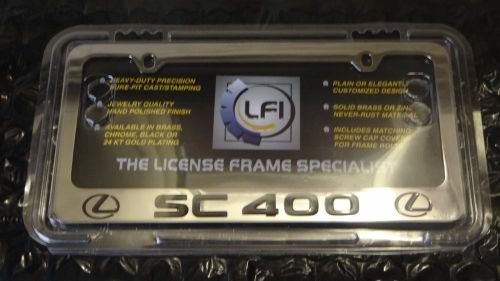 HEAVY-DUTY PRECISION
SURE-FIT CAST/STAMPING
JEWELRY QUALITY
HAND POLISHED FINISH
AVAILABLE IN BRASS,
CHROME, BLACK OR
24 KT GOLD PLATING
LFI
PLAIN OR ELEGANTLY
CUSTOMIZED DESIGN
SOLID BRASS OR ZINC
NEVER-RUST MATERIAL
INCLUDES MATCHING
SCREW CAP COVERS
FOR FRAME HOLES
THE LICENSE FRAME SPECIALIST
SC 400